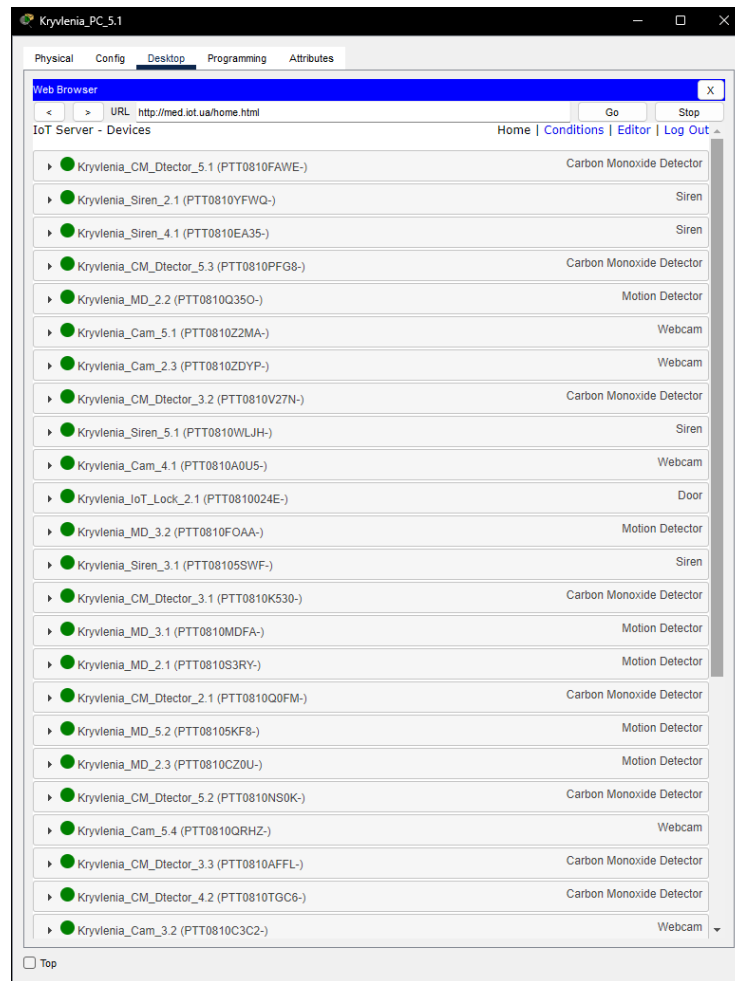 Kryvlenia_PC_5.1
Physical Config Desktop Programming Attributes
Web Browser X
< > URL http://med.iot.ua/home.html Go Stop
IoT Server - Devices Home | Conditions | Editor | Log Out
Kryvlenia_CM_Dtector_5.1 (PTT0810FAWE-) Carbon Monoxide Detector
Kryvlenia_Siren_2.1 (PTT0810YFWQ-) Siren
Kryvlenia_Siren_4.1 (PTT0810EA35-) Siren
Kryvlenia_CM_Dtector_5.3 (PTT0810PFG8-) Carbon Monoxide Detector
Kryvlenia_MD_2.2 (PTT0810Q35O-) Motion Detector
Kryvlenia_Cam_5.1 (PTT0810Z2MA-) Webcam
Kryvlenia_Cam_2.3 (PTT0810ZDYP-) Webcam
Kryvlenia_CM_Dtector_3.2 (PTT0810V27N-) Carbon Monoxide Detector
Kryvlenia_Siren_5.1 (PTT0810WLJH-) Siren
Kryvlenia_Cam_4.1 (PTT0810A0U5-) Webcam
Kryvlenia_IoT_Lock_2.1 (PTT0810024E-) Door
Kryvlenia_MD_3.2 (PTT0810FOAA-) Motion Detector
Kryvlenia_Siren_3.1 (PTT08105SWF-) Siren
Kryvlenia_CM_Dtector_3.1 (PTT0810K530-) Carbon Monoxide Detector
Kryvlenia_MD_3.1 (PTT0810MDFA-) Motion Detector
Kryvlenia_MD_2.1 (PTT0810S3RY-) Motion Detector
Kryvlenia_CM_Dtector_2.1 (PTT0810Q0FM-) Carbon Monoxide Detector
Kryvlenia_MD_5.2 (PTT08105KF8-) Motion Detector
Kryvlenia_MD_2.3 (PTT0810CZ0U-) Motion Detector
Kryvlenia_CM_Dtector_5.2 (PTT0810NS0K-) Carbon Monoxide Detector
Kryvlenia_Cam_5.4 (PTT0810QRHZ-) Webcam
Kryvlenia_CM_Dtector_3.3 (PTT0810AFFL-) Carbon Monoxide Detector
Kryvlenia_CM_Dtector_4.2 (PTT0810TGC6-) Carbon Monoxide Detector
Kryvlenia_Cam_3.2 (PTT0810C3C2-) Webcam
Top